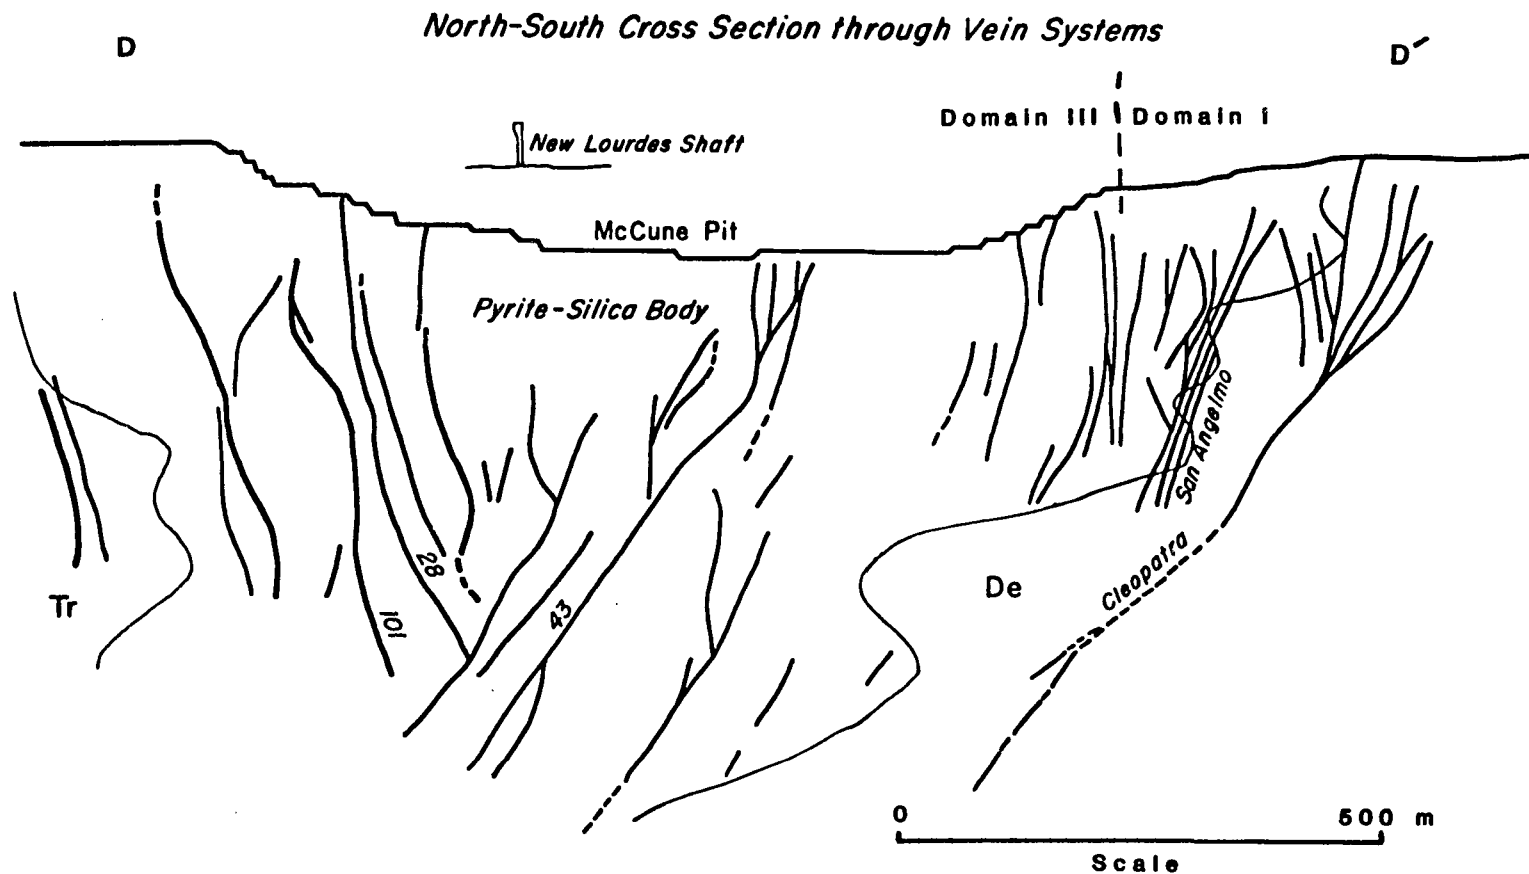 North-South Cross Section through Vein Systems
D
D′
Domain III
Domain I
New Lourdes Shaft
McCune Pit
Pyrite-Silica Body
San Angelmo
Cleopatra
De
Tr
28
101
43
0
500 m
Scale